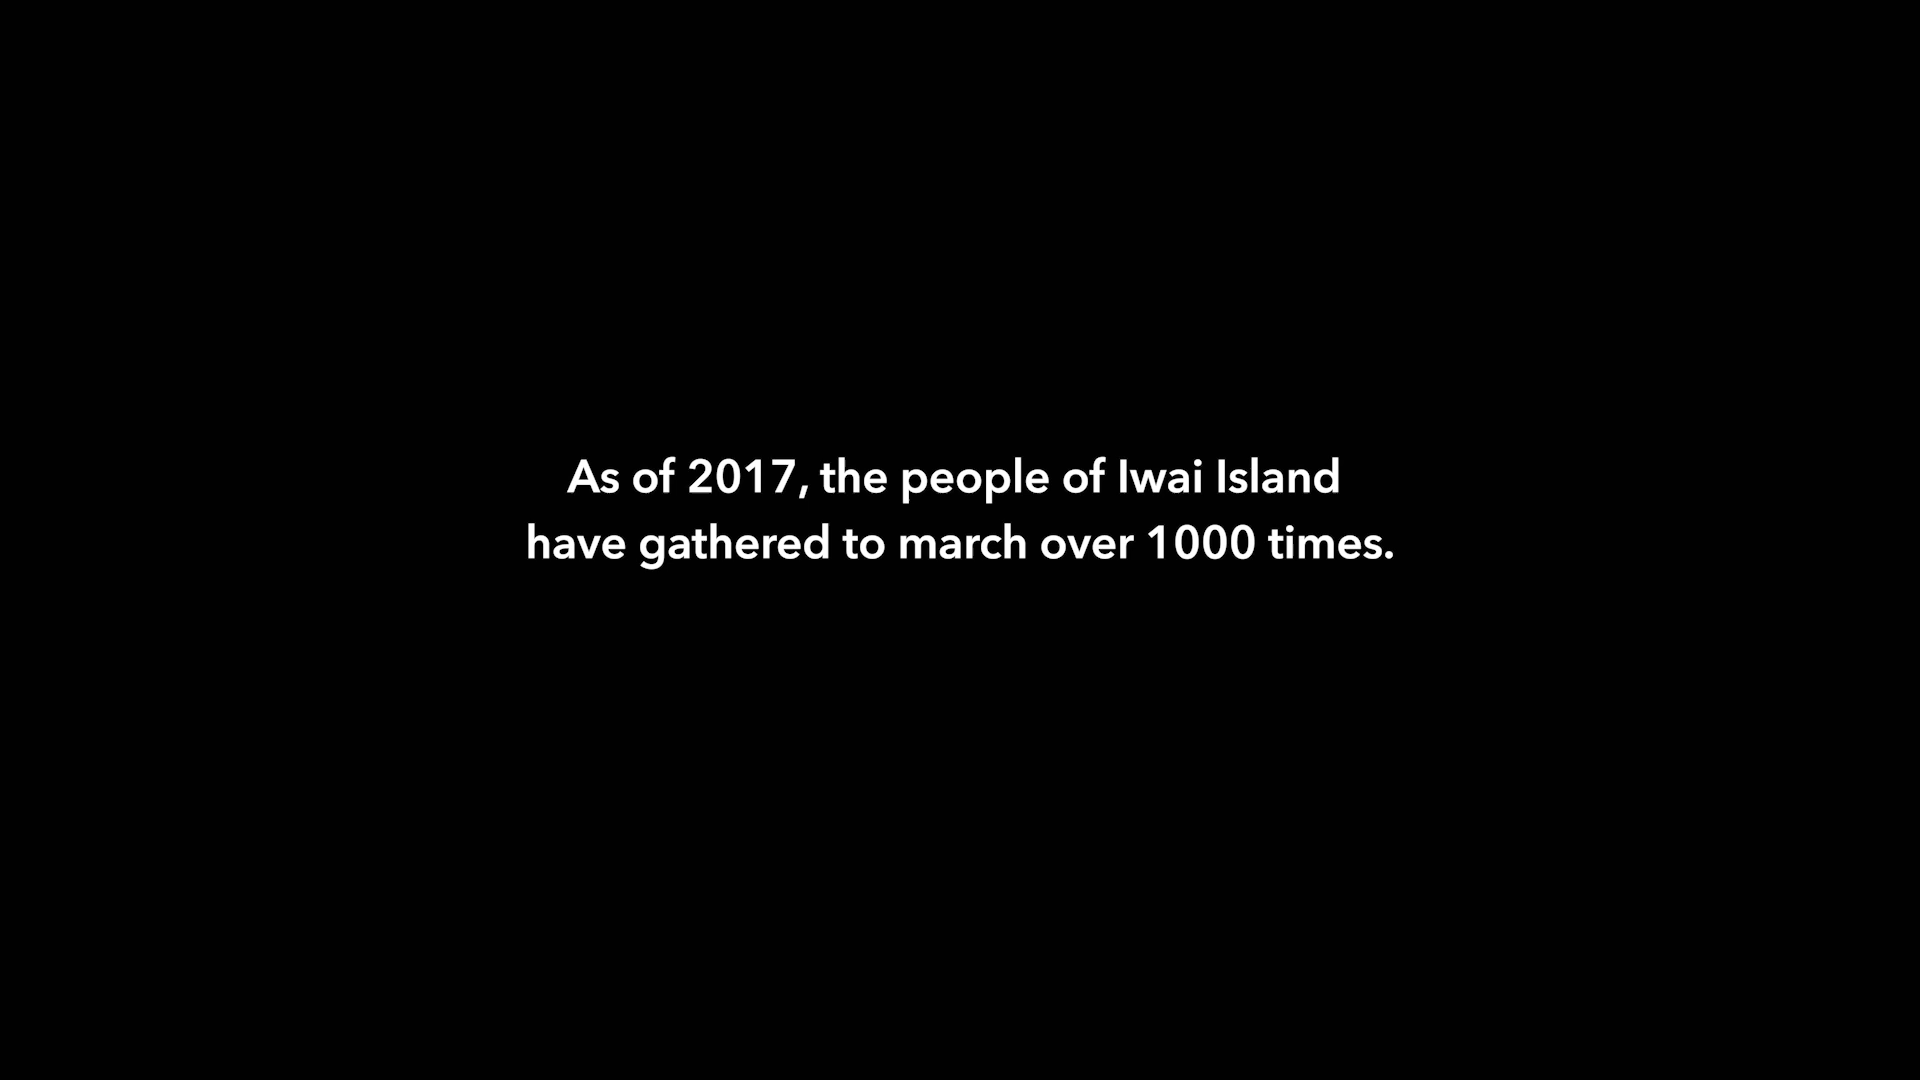 As of 2017, the people of Iwai Island
have gathered to march over 1000 times.